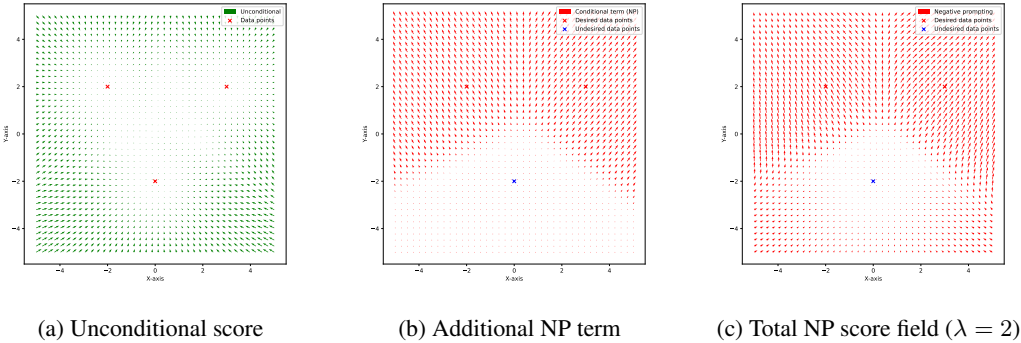 Unconditional
Data points
4
2
0
−2
−4
Y-axis
−4 −2 0 2 4
X-axis
Conditional term (NP)
Desired data points
Undesired data points
4
2
0
−2
−4
Y-axis
−4 −2 0 2 4
X-axis
Negative prompting
Desired data points
Undesired data points
4
2
0
−2
−4
Y-axis
−4 −2 0 2 4
X-axis
(a) Unconditional score
(b) Additional NP term
(c) Total NP score field (λ = 2)